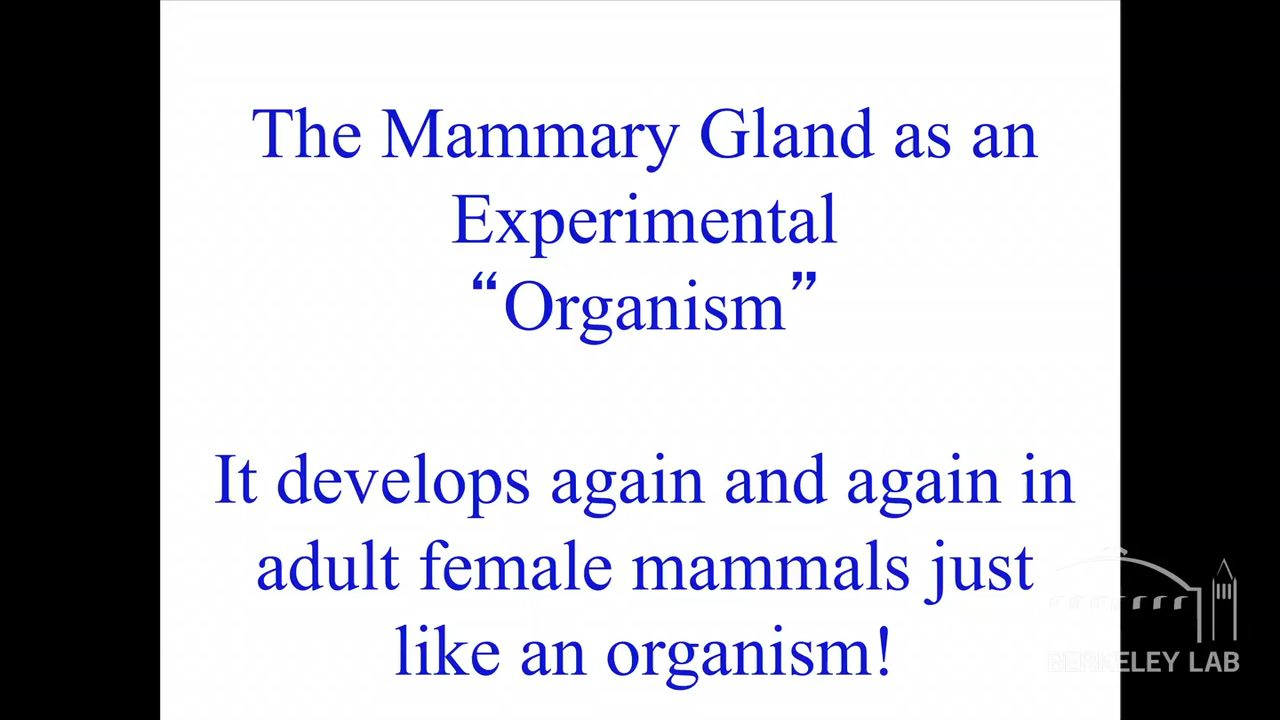 The Mammary Gland as an
Experimental
“Organism”
It develops again and again in
adult female mammals just
like an organism!
BERKELEY LAB